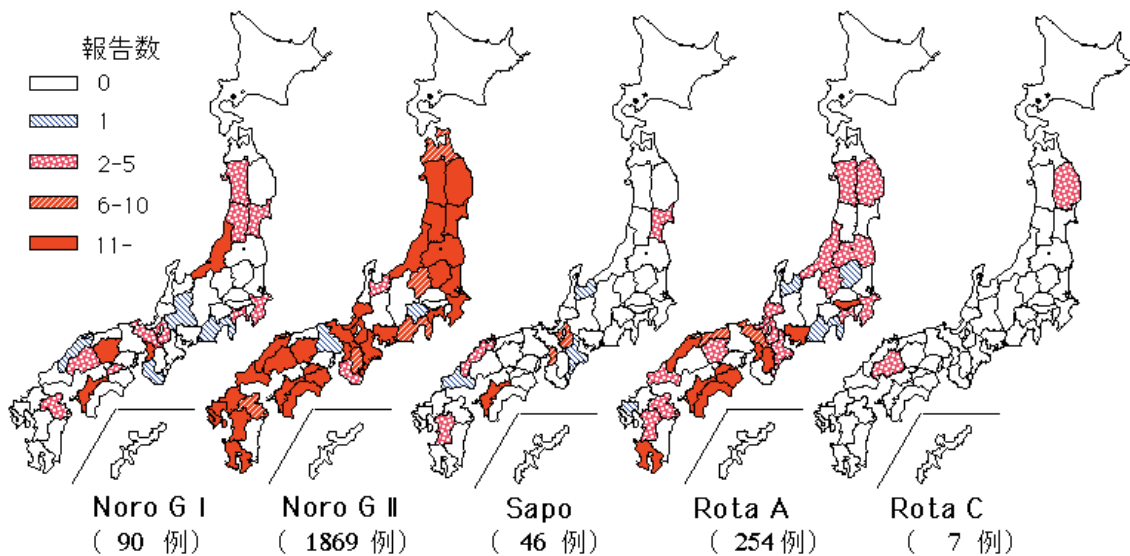 報告数
0
1
2-5
6-10
11-
Noro G Ⅰ
( 90 例)
Noro G Ⅱ
( 1869 例)
Sapo
( 46 例)
Rota A
( 254 例)
Rota C
( 7 例)